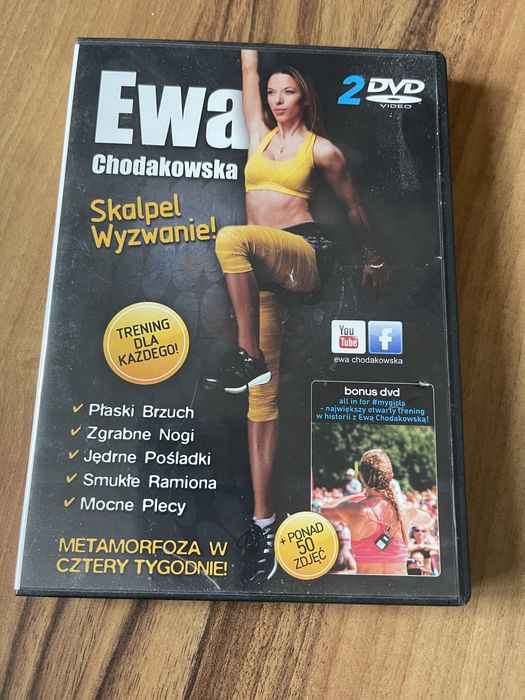 Ewa
Chodakowska
2 DVD
VIDEO
Skalpel
Wyzwanie!
TRENING
DLA
KAŻDEGO!
You
Tube
f
ewa chodakowska
✓ Płaski Brzuch
✓ Zgrabne Nogi
✓ Jędrne Pośladki
✓ Smukłe Ramiona
✓ Mocne Plecy
bonus dvd
all in for #mygirls
- największy otwarty trening
w historii z Ewą Chodakowską!
+ PONAD
50
ZDJĘĆ
METAMORFOZA W
CZTERY TYGODNIE!